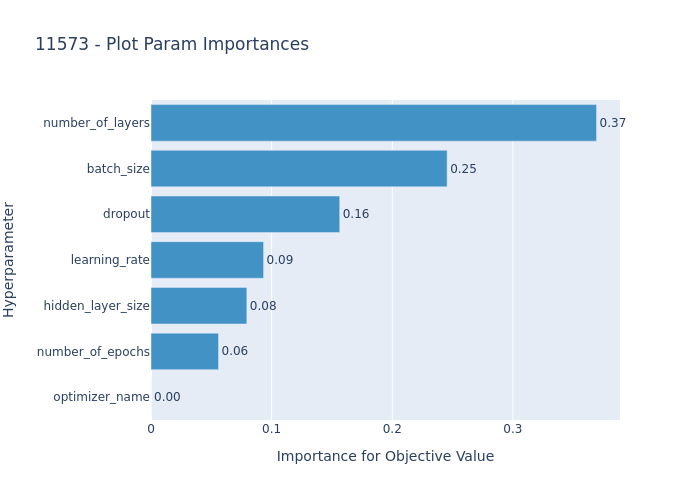 11573 - Plot Param Importances
number_of_layers 0.37
batch_size 0.25
dropout 0.16
learning_rate 0.09
hidden_layer_size 0.08
number_of_epochs 0.06
optimizer_name 0.00
0 0.1 0.2 0.3
Importance for Objective Value
Hyperparameter